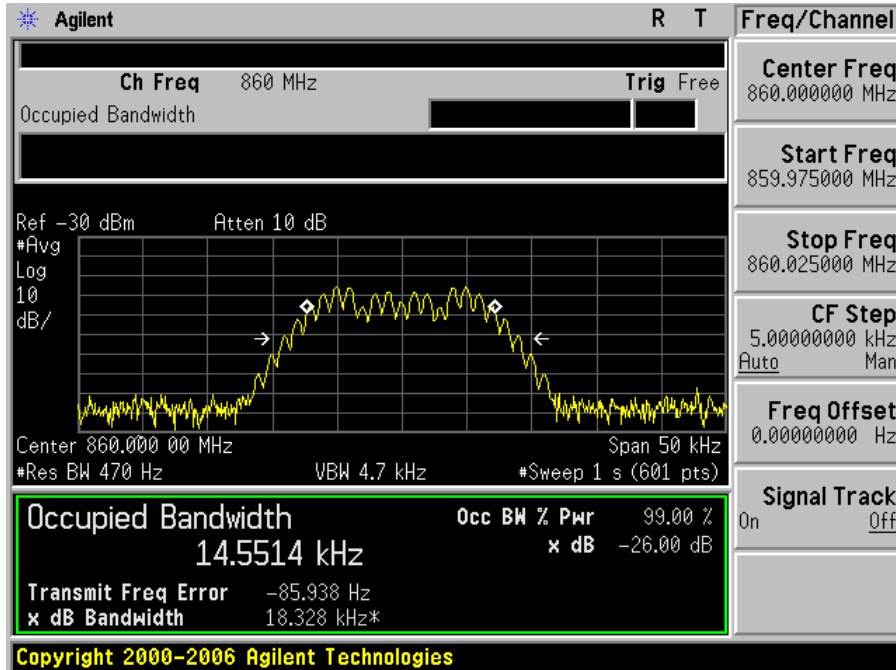 Agilent R T
Ch Freq 860 MHz Trig Free
Occupied Bandwidth
Ref -30 dBm Atten 10 dB
#Avg
Log
10
dB/
Center 860.000 00 MHz Span 50 kHz
#Res BW 470 Hz VBW 4.7 kHz #Sweep 1 s (601 pts)
Occupied Bandwidth
14.5514 kHz
Occ BW % Pwr 99.00 %
x dB -26.00 dB
Transmit Freq Error -85.938 Hz
x dB Bandwidth 18.328 kHz*
Copyright 2000-2006 Agilent Technologies
Freq/Channel
Center Freq
860.000000 MHz
Start Freq
859.975000 MHz
Stop Freq
860.025000 MHz
CF Step
5.00000000 kHz
Auto Man
Freq Offset
0.00000000 Hz
Signal Track
On Off